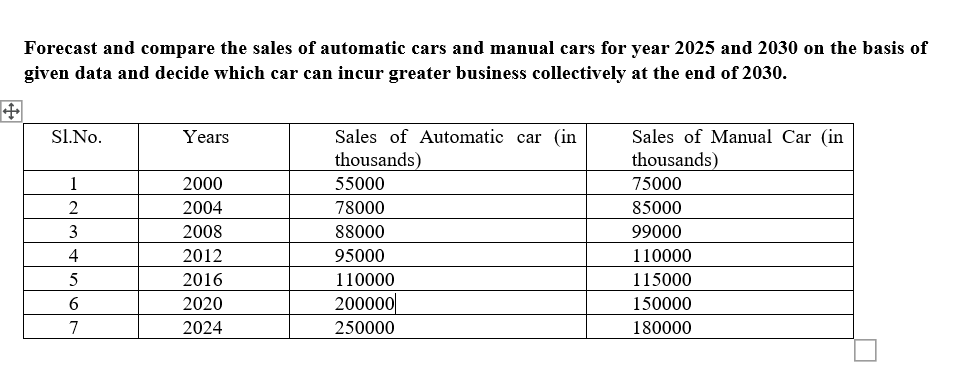 Forecast and compare the sales of automatic cars and manual cars for year 2025 and 2030 on the basis of
given data and decide which car can incur greater business collectively at the end of 2030.
Sl.No. Years Sales of Automatic car (in thousands) Sales of Manual Car (in thousands)
1 2000 55000 75000
2 2004 78000 85000
3 2008 88000 99000
4 2012 95000 110000
5 2016 110000 115000
6 2020 200000 150000
7 2024 250000 180000